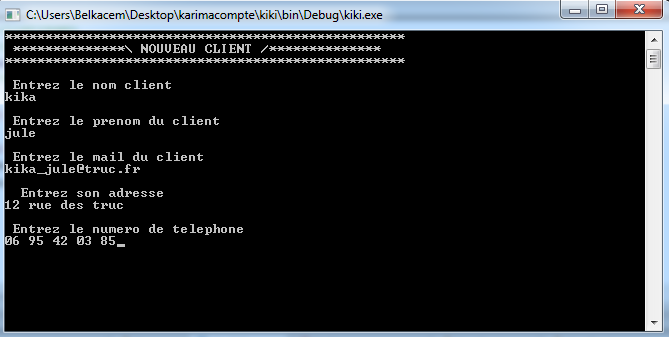 C:\Users\Belkacem\Desktop\karimacompte\kiki\bin\Debug\kiki.exe
**************************************************
**************\ NOUVEAU CLIENT /**************
**************************************************
Entrez le nom client
kika
Entrez le prenom du client
jule
Entrez le mail du client
kika_jule@truc.fr
Entrez son adresse
12 rue des truc
Entrez le numero de telephone
06 95 42 03 85_